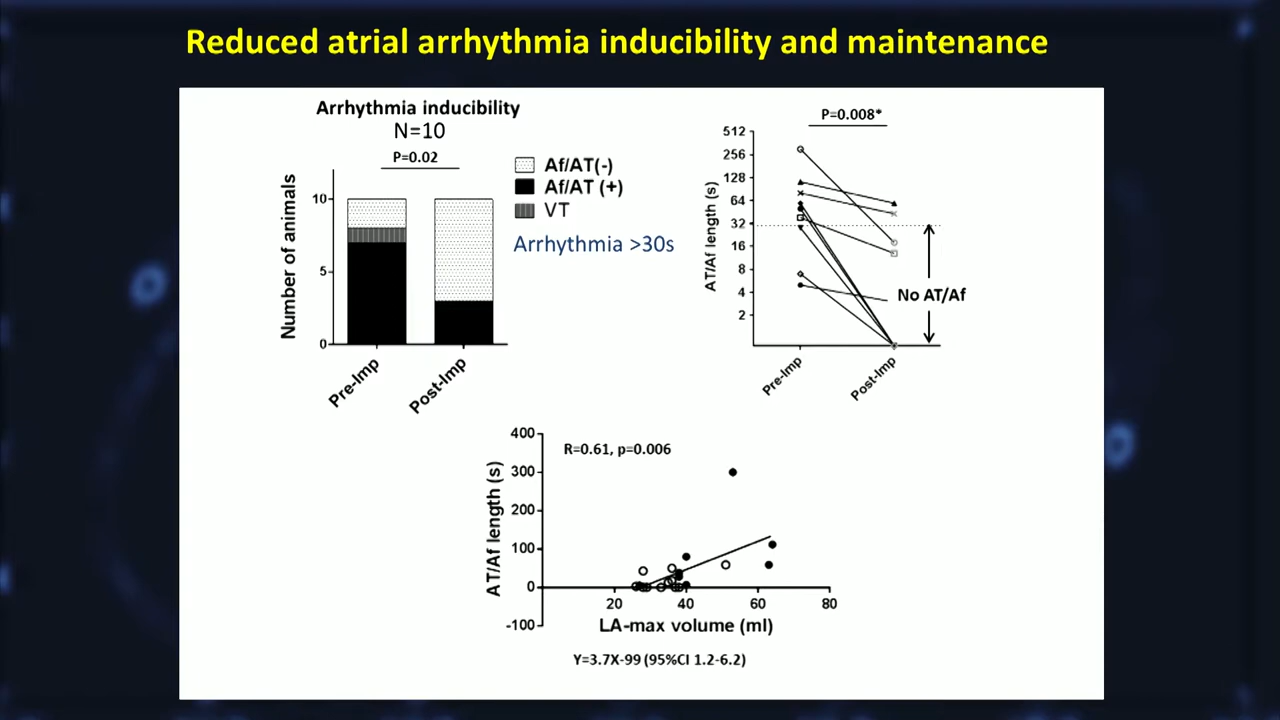 Reduced atrial arrhythmia inducibility and maintenance
Arrhythmia inducibility
N=10
P=0.02
Number of animals
10
5
0
Pre-Imp
Post-Imp
Af/AT(-)
Af/AT (+)
VT
Arrhythmia >30s
P=0.008*
AT/Af length (s)
512
256
128
64
32
16
8
4
2
No AT/Af
Pre-Imp
Post-Imp
R=0.61, p=0.006
AT/Af length (s)
400
300
200
100
0
-100
20
40
60
80
LA-max volume (ml)
Y=3.7X-99 (95%CI 1.2-6.2)